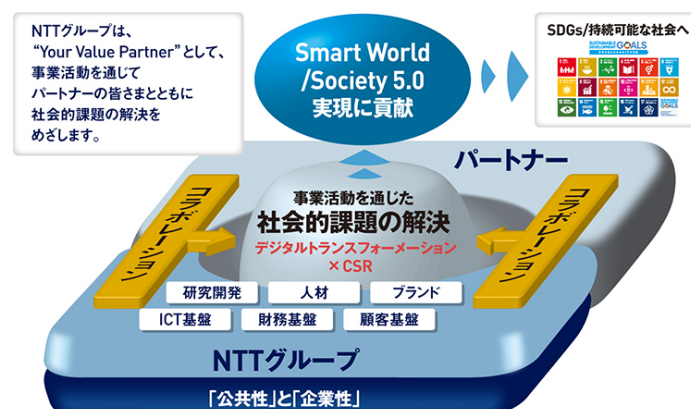 NTTグループは、
“Your Value Partner”として、
事業活動を通じて
パートナーの皆さまとともに
社会的課題の解決を
めざします。
Smart World
/Society 5.0
実現に貢献
SDGs/持続可能な社会へ
SUSTAINABLE
DEVELOPMENT GOALS
パートナー
コラボレーション
事業活動を通じた
社会的課題の解決
デジタルトランスフォーメーション
×CSR
コラボレーション
研究開発
人材
ブランド
ICT基盤
財務基盤
顧客基盤
NTTグループ
「公共性」と「企業性」